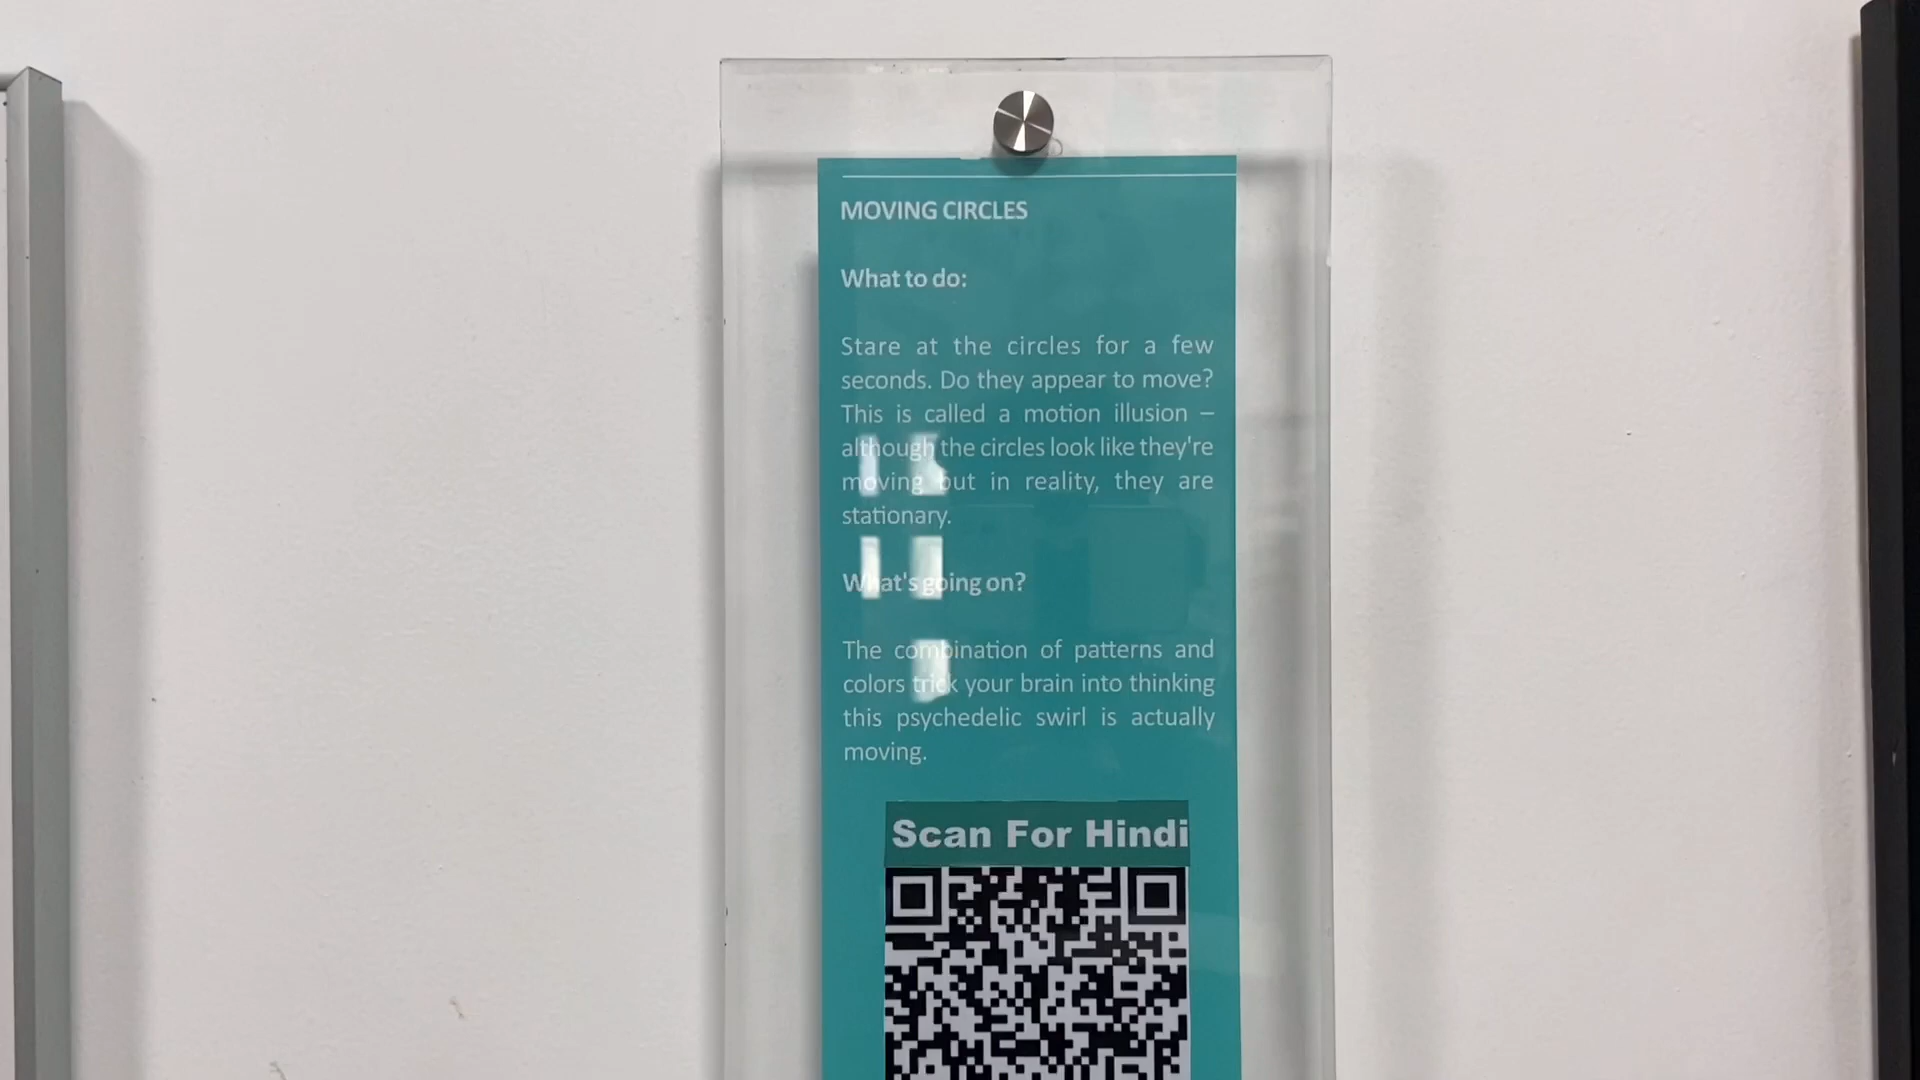 MOVING CIRCLES
What to do:
Stare at the circles for a few
seconds. Do they appear to move?
This is called a motion illusion –
although the circles look like they're
moving but in reality, they are
stationary.
What's going on?
The combination of patterns and
colors trick your brain into thinking
this psychedelic swirl is actually
moving.
Scan For Hindi